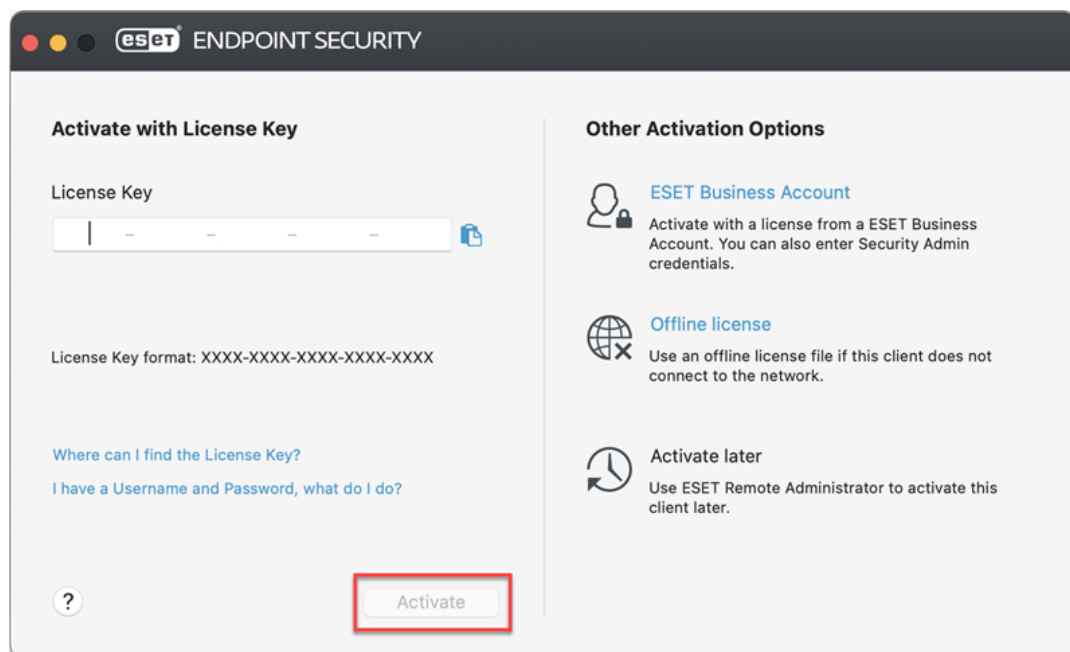 eset ENDPOINT SECURITY
Activate with License Key
License Key
– – – –
License Key format: XXXX-XXXX-XXXX-XXXX-XXXX
Where can I find the License Key?
I have a Username and Password, what do I do?
?
Activate
Other Activation Options
ESET Business Account
Activate with a license from a ESET Business
Account. You can also enter Security Admin
credentials.
Offline license
Use an offline license file if this client does not
connect to the network.
Activate later
Use ESET Remote Administrator to activate this
client later.